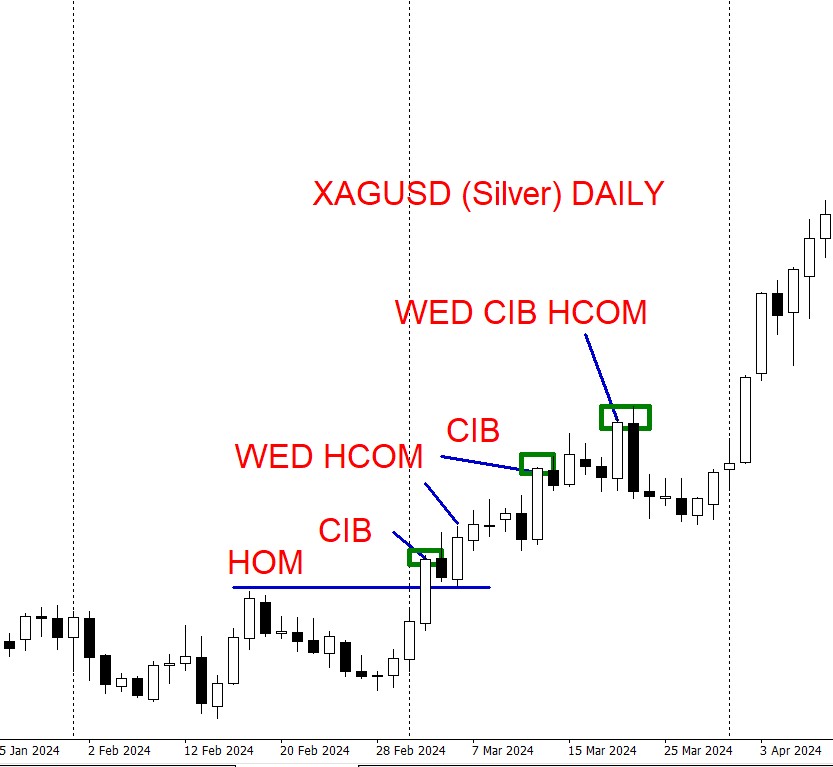 XAGUSD (Silver) DAILY
WED CIB HCOM
CIB
WED HCOM
CIB
HOM
5 Jan 2024 2 Feb 2024 12 Feb 2024 20 Feb 2024 28 Feb 2024 7 Mar 2024 15 Mar 2024 25 Mar 2024 3 Apr 2024